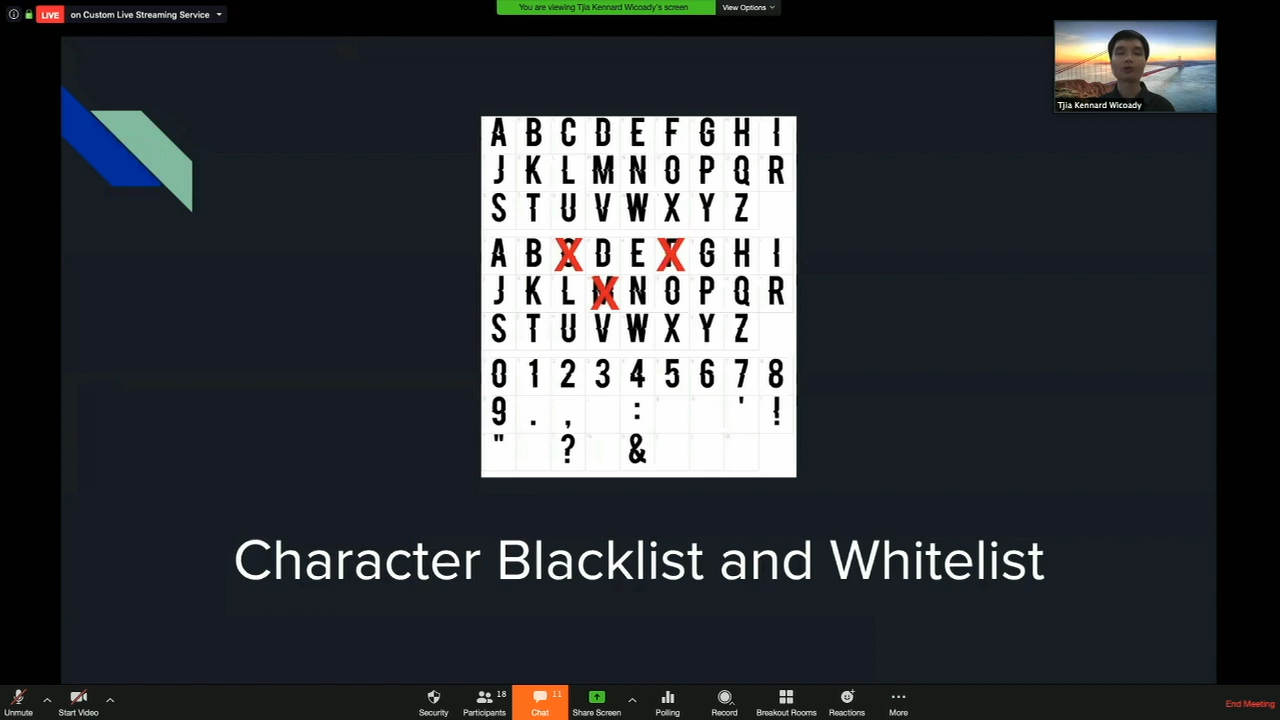 LIVE on Custom Live Streaming Service
You are viewing Tjia Kennard Wicoady's screen
View Options
Tjia Kennard Wicoady
A B C D E F G H I
J K L M N O P Q R
S T U V W X Y Z
A B X D E X G H I
J K L X N O P Q R
S T U V W X Y Z
0 1 2 3 4 5 6 7 8
9 . , : ' !
" ? &
Character Blacklist and Whitelist
Unmute
Start Video
Security
Participants 18
Chat 11
Share Screen
Polling
Record
Breakout Rooms
Reactions
More
End Meeting